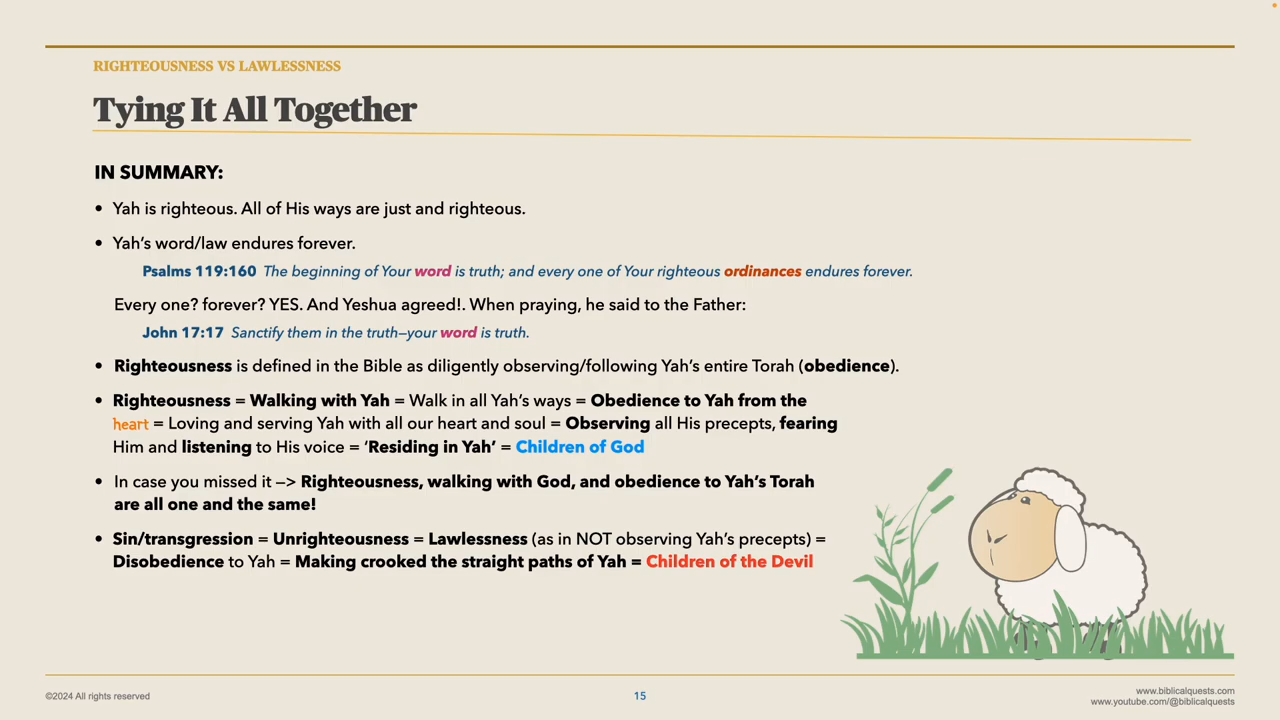 RIGHTEOUSNESS VS LAWLESSNESS
Tying It All Together
IN SUMMARY:
• Yah is righteous. All of His ways are just and righteous.
• Yah's word/law endures forever.
Psalms 119:160 The beginning of Your word is truth; and every one of Your righteous ordinances endures forever.
Every one? forever? YES. And Yeshua agreed!. When praying, he said to the Father:
John 17:17 Sanctify them in the truth—your word is truth.
• Righteousness is defined in the Bible as diligently observing/following Yah's entire Torah (obedience).
• Righteousness = Walking with Yah = Walk in all Yah's ways = Obedience to Yah from the
heart = Loving and serving Yah with all our heart and soul = Observing all His precepts, fearing
Him and listening to His voice = 'Residing in Yah' = Children of God
• In case you missed it —> Righteousness, walking with God, and obedience to Yah's Torah
are all one and the same!
• Sin/transgression = Unrighteousness = Lawlessness (as in NOT observing Yah's precepts) =
Disobedience to Yah = Making crooked the straight paths of Yah = Children of the Devil
©2024 All rights reserved
15
www.biblicalquests.com
www.youtube.com/@biblicalquests